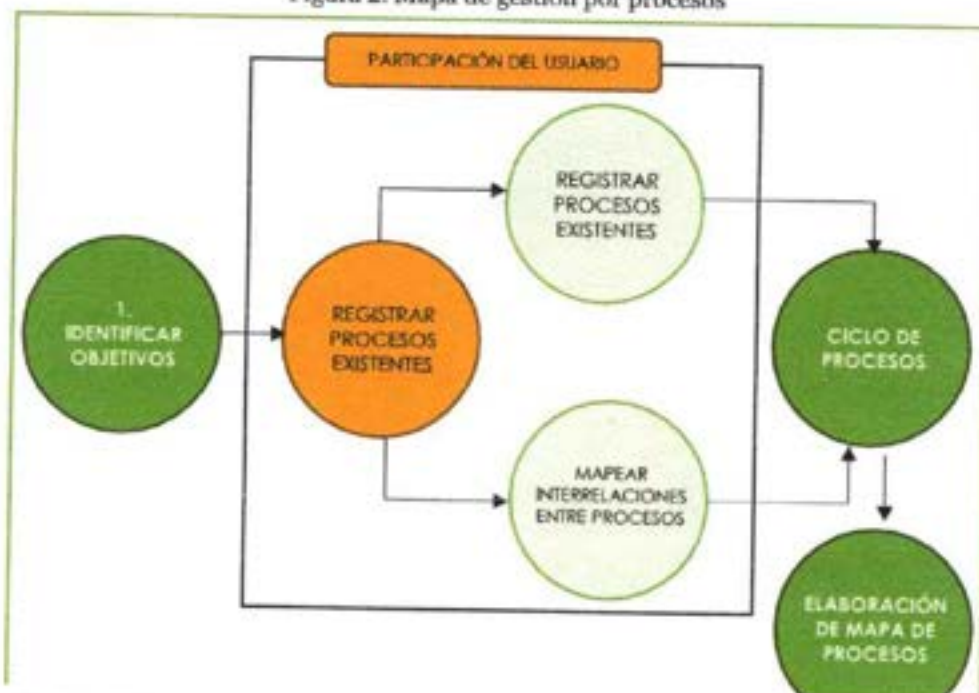 Figura 2. Mapa de gestión por procesos
PARTICIPACIÓN DEL USUARIO
REGISTRAR
PROCESOS
EXISTENTES
1.
IDENTIFICAR
OBJETIVOS
REGISTRAR
PROCESOS
EXISTENTES
CICLO DE
PROCESOS
MAPEAR
INTERRELACIONES
ENTRE PROCESOS
ELABORACIÓN
DE MAPA DE
PROCESOS